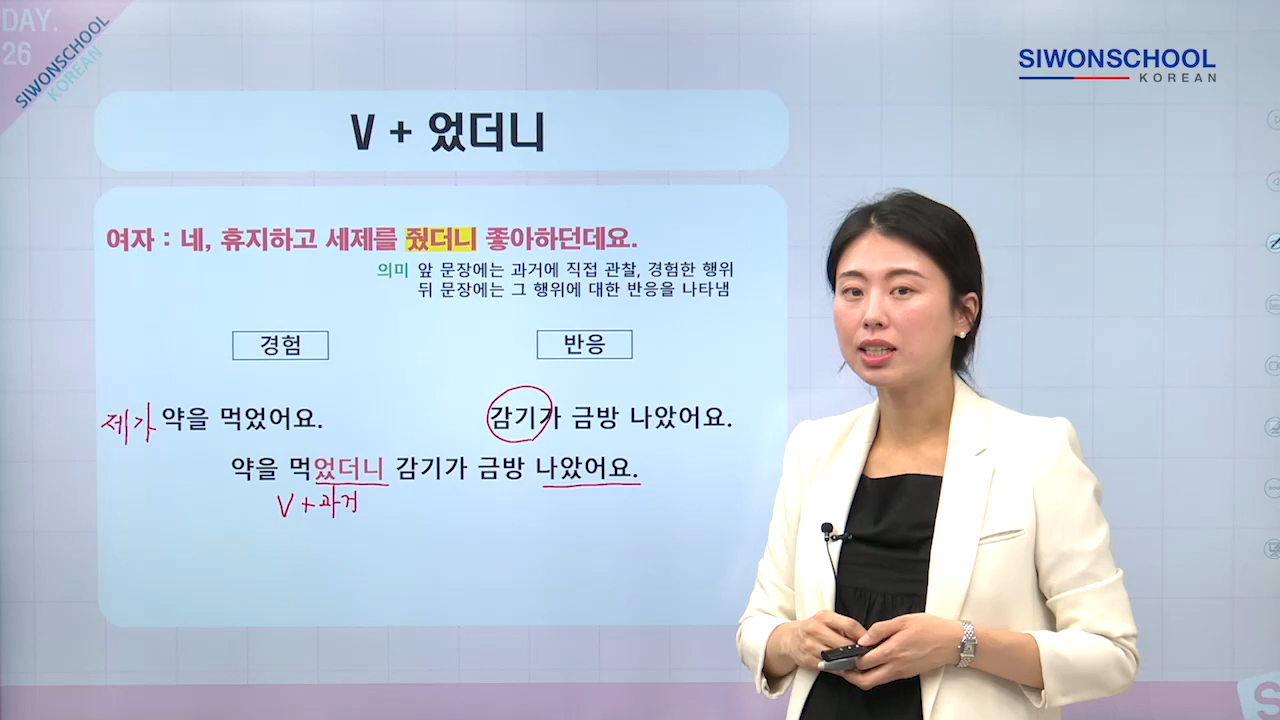 DAY.
26
SIWONSCHOOL
KOREAN
SIWONSCHOOL
KOREAN
V + 었더니
여자 : 네, 휴지하고 세제를 줬더니 좋아하던데요.
의미 앞 문장에는 과거에 직접 관찰, 경험한 행위
뒤 문장에는 그 행위에 대한 반응을 나타냄
경험
반응
제가 약을 먹었어요.
감기가 금방 나았어요.
약을 먹었더니 감기가 금방 나았어요.
V + 과거
S